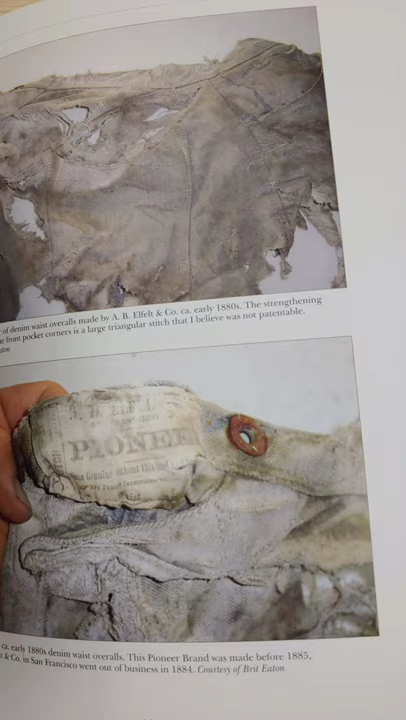 of denim waist overalls made by A. B. Elfelt & Co. ca. early 1880s. The strengthening
front pocket corners is a large triangular stitch that I believe was not patentable.
A. B. ELFEL
PIONEER
ca. early 1880s denim waist overalls. This Pioneer Brand was made before 1885,
& Co. in San Francisco went out of business in 1884. Courtesy of Brit Eaton